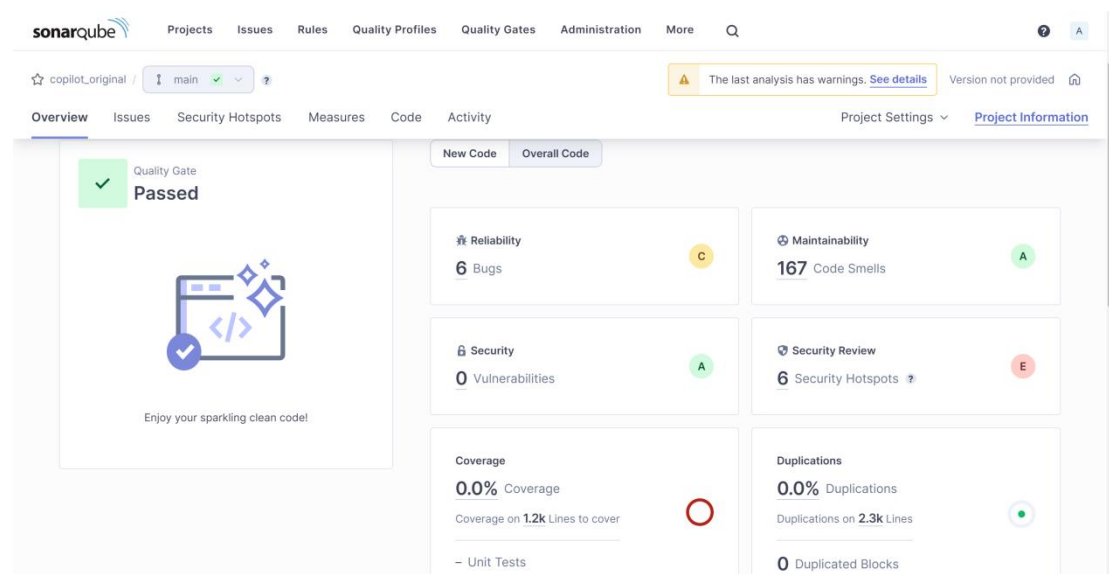 sonarqube Projects Issues Rules Quality Profiles Quality Gates Administration More ? A
copilot_original / main ? The last analysis has warnings. See details Version not provided
Overview Issues Security Hotspots Measures Code Activity Project Settings Project Information
Quality Gate
Passed
Enjoy your sparkling clean code!
New Code Overall Code
Reliability
6 Bugs
C
Maintainability
167 Code Smells
A
Security
0 Vulnerabilities
A
Security Review
6 Security Hotspots ?
E
Coverage
0.0% Coverage
Coverage on 1.2k Lines to cover
– Unit Tests
Duplications
0.0% Duplications
Duplications on 2.3k Lines
0 Duplicated Blocks